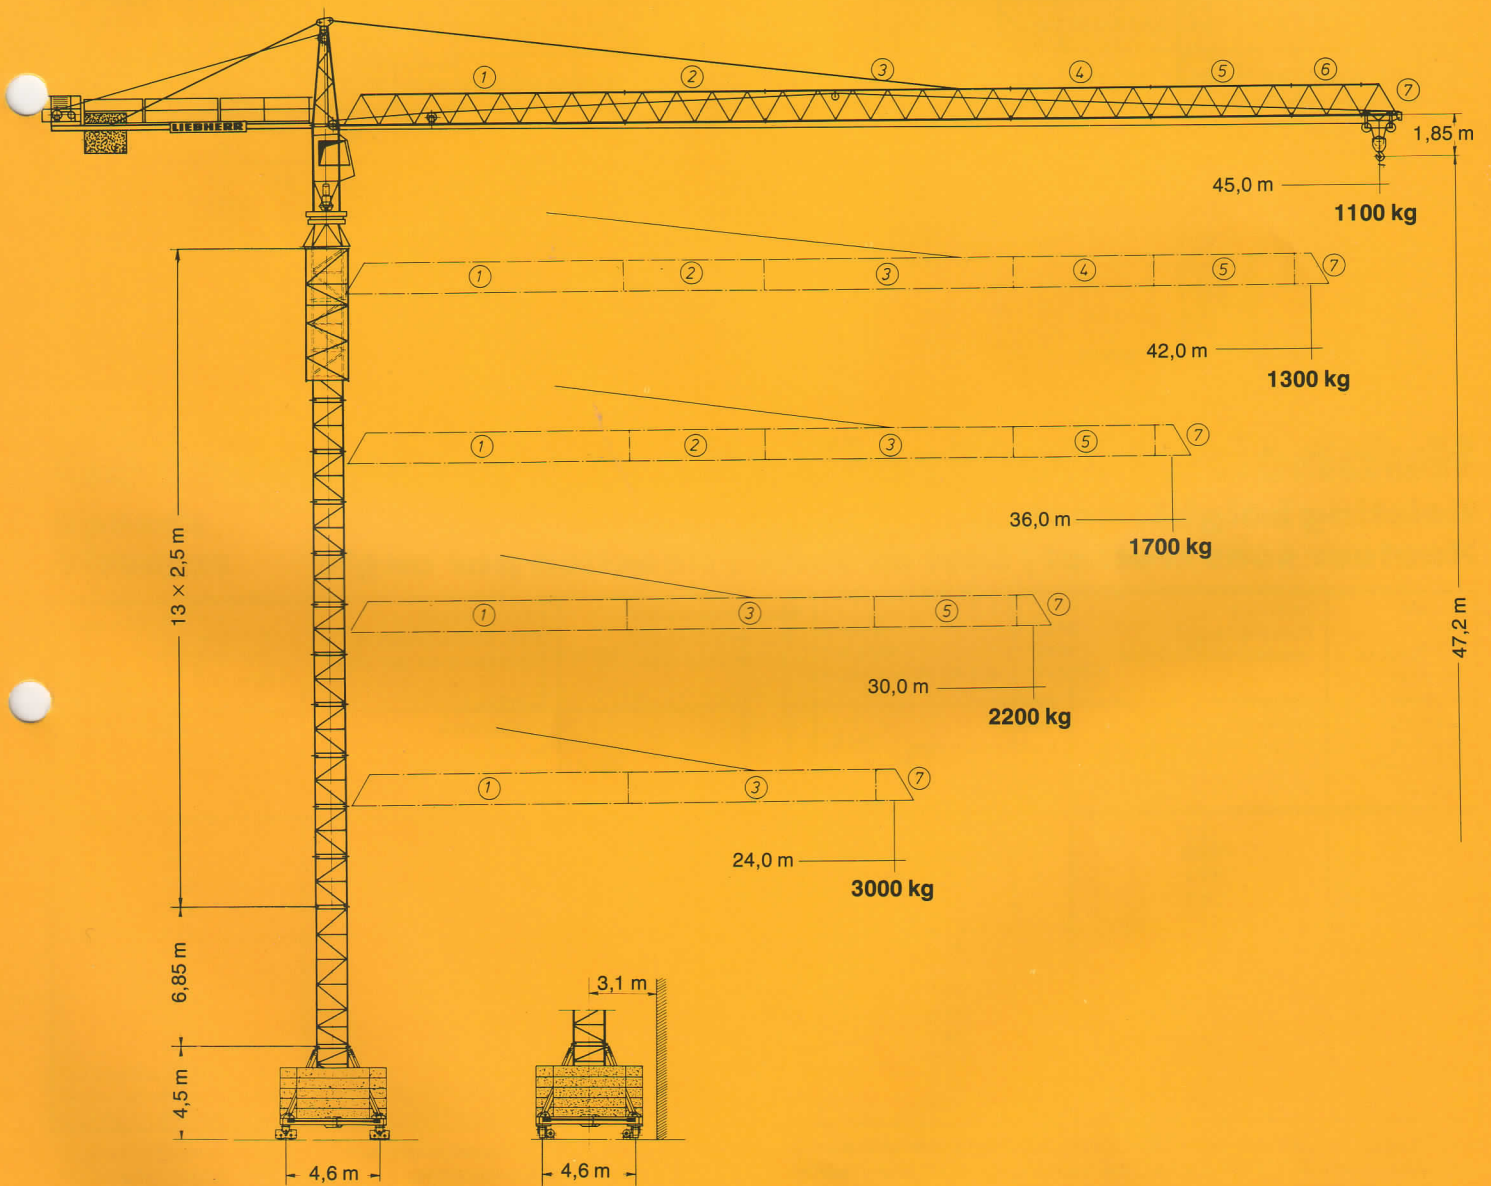 ① ② ③ ④ ⑤ ⑥ ⑦
LIEBHERR
1,85 m
45,0 m
1100 kg
① ② ③ ④ ⑤ ⑦
42,0 m
1300 kg
① ② ③ ⑤ ⑦
36,0 m
1700 kg
13 × 2,5 m
① ③ ⑤ ⑦
47,2 m
30,0 m
2200 kg
① ③ ⑦
24,0 m
3000 kg
6,85 m
3,1 m
4,5 m
4,6 m
4,6 m